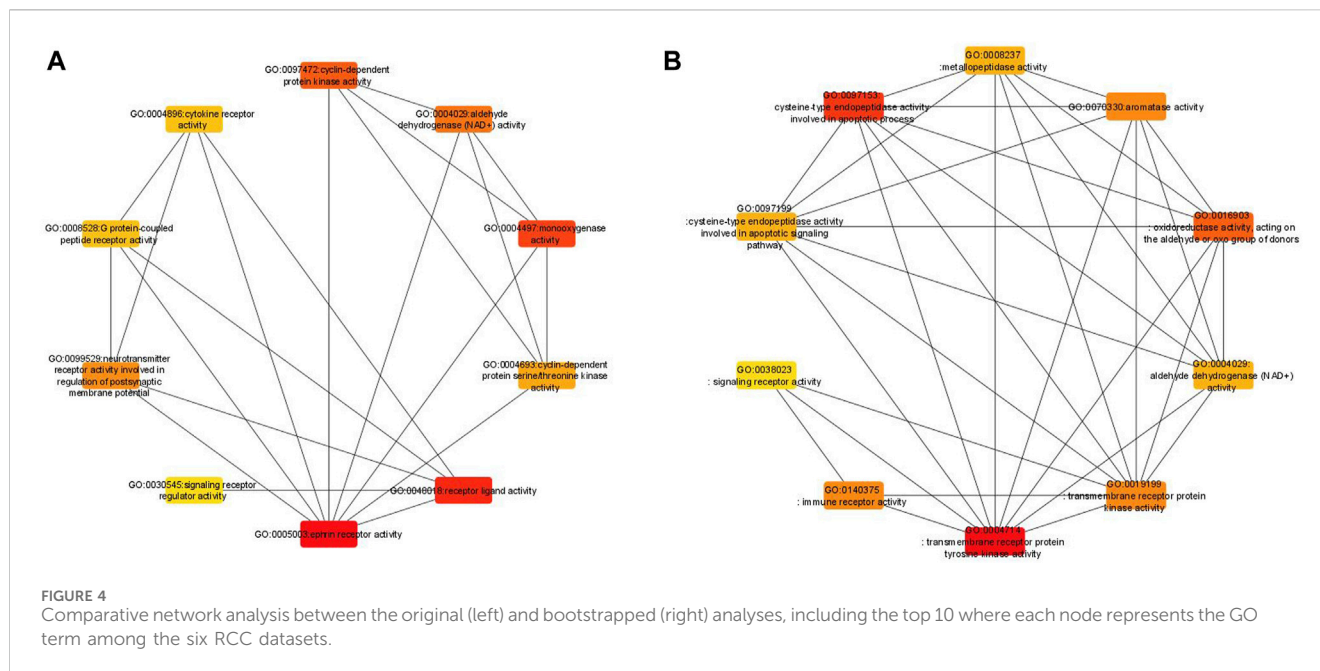 A
GO:0097472:cyclin-dependent
protein kinase activity
GO:0004896:cytokine receptor
activity
GO:0004029:aldehyde
dehydrogenase (NAD+) activity
GO:0008528:G protein-coupled
peptide receptor activity
GO:0004497:monooxygenase
activity
GO:0099529:neurotransmitter
receptor activity involved in
regulation of postsynaptic
membrane potential
GO:0004693:cyclin-dependent
protein serine/threonine kinase
activity
GO:0030545:signaling receptor
regulator activity
GO:0048018:receptor ligand activity
GO:0005003:ephrin receptor activity
B
GO:0008237
:metallopeptidase activity
GO:0097153:
cysteine-type endopeptidase activity
involved in apoptotic process
GO:0070330:aromatase activity
GO:0097199
:cysteine-type endopeptidase activity
involved in apoptotic signaling
pathway
GO:0016903
: oxidoreductase activity, acting on
the aldehyde or oxo group of donors
GO:0038023
: signaling receptor activity
GO:0004029:
aldehyde dehydrogenase (NAD+)
activity
GO:0140375
: immune receptor activity
GO:0019199
: transmembrane receptor protein
kinase activity
GO:0004714
: transmembrane receptor protein
tyrosine kinase activity
FIGURE 4
Comparative network analysis between the original (left) and bootstrapped (right) analyses, including the top 10 where each node represents the GO
term among the six RCC datasets.